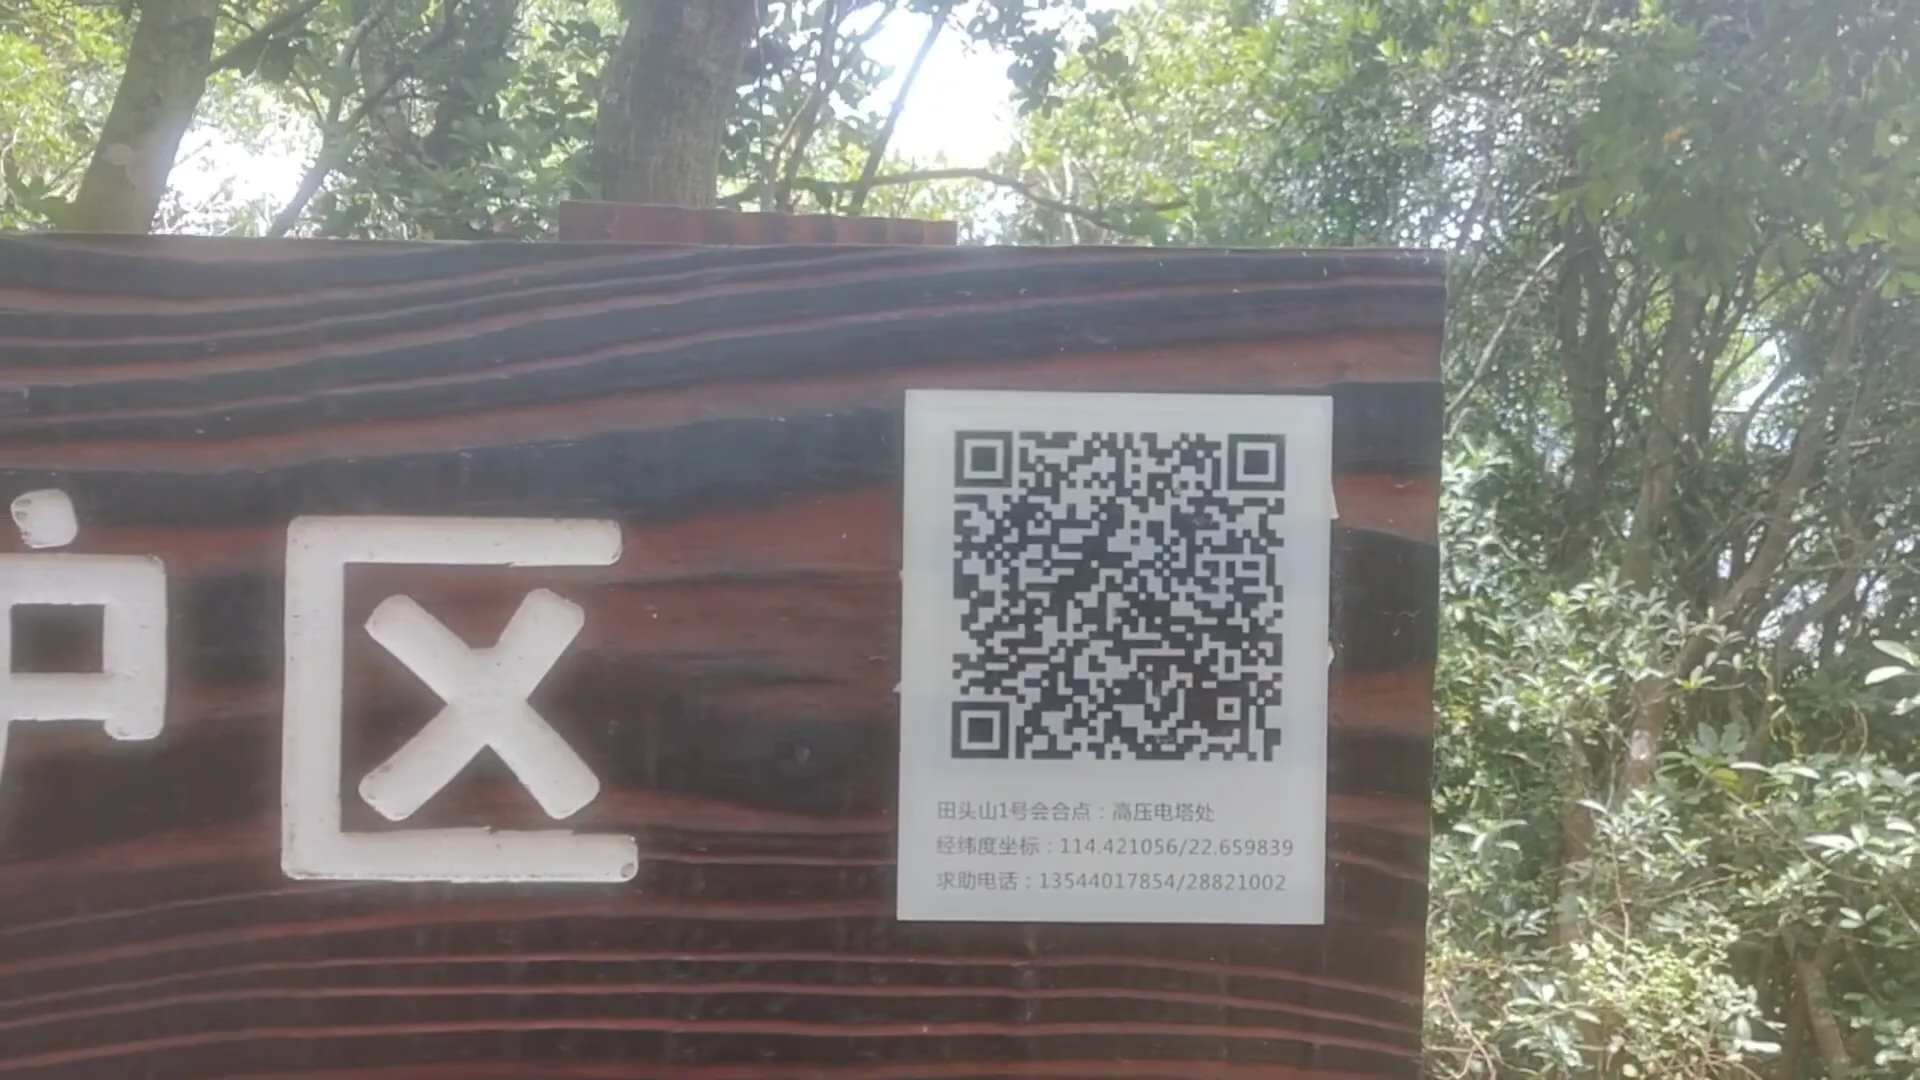 护区
田头山1号会合点：高压电塔处
经纬度坐标：114.421056/22.659839
求助电话：13544017854/28821002